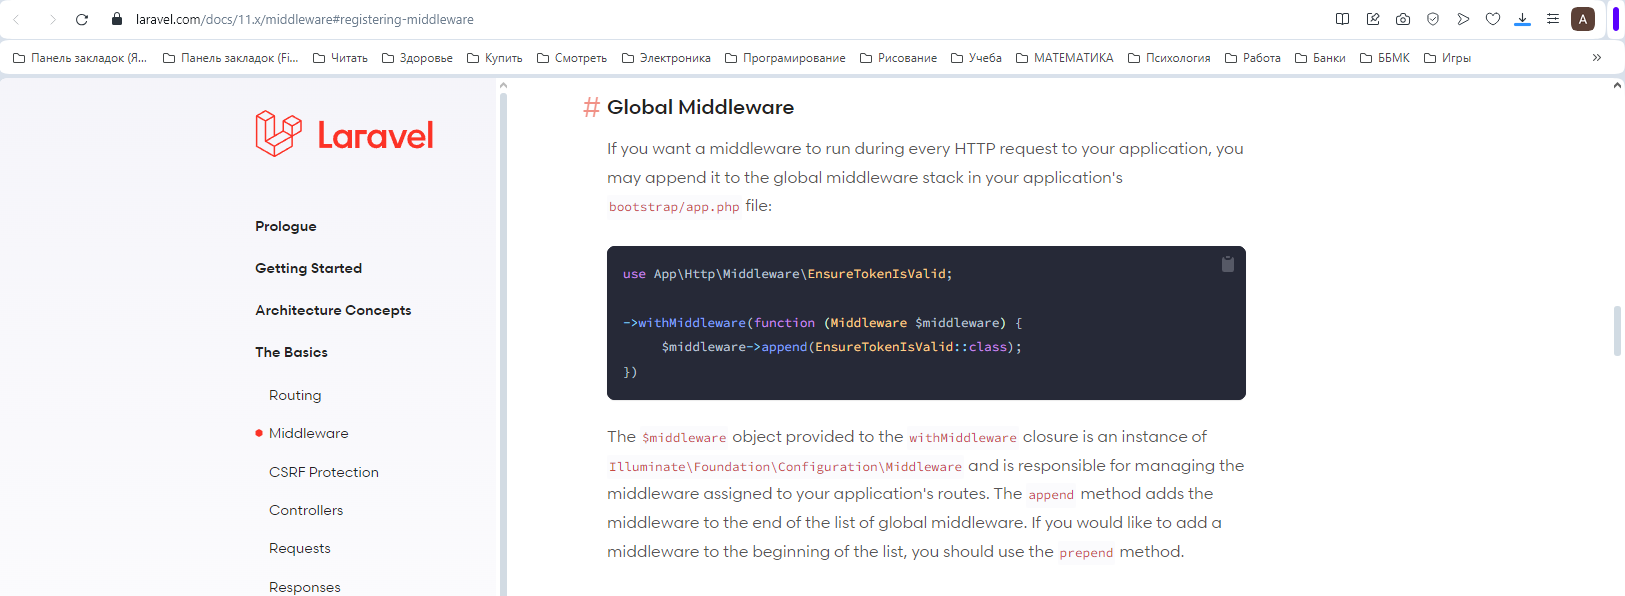 laravel.com/docs/11.x/middleware#registering-middleware
A
Панель закладок (Я... Панель закладок (Fi... Читать Здоровье Купить Смотреть Электроника Програмирование Рисование Учеба МАТЕМАТИКА Психология Работа Банки ББМК Игры »
Laravel
Prologue
Getting Started
Architecture Concepts
The Basics
Routing
Middleware
CSRF Protection
Controllers
Requests
Responses
# Global Middleware
If you want a middleware to run during every HTTP request to your application, you
may append it to the global middleware stack in your application's
bootstrap/app.php file:
use App\Http\Middleware\EnsureTokenIsValid;
->withMiddleware(function (Middleware $middleware) {
$middleware->append(EnsureTokenIsValid::class);
})
The $middleware object provided to the withMiddleware closure is an instance of
Illuminate\Foundation\Configuration\Middleware and is responsible for managing the
middleware assigned to your application's routes. The append method adds the
middleware to the end of the list of global middleware. If you would like to add a
middleware to the beginning of the list, you should use the prepend method.